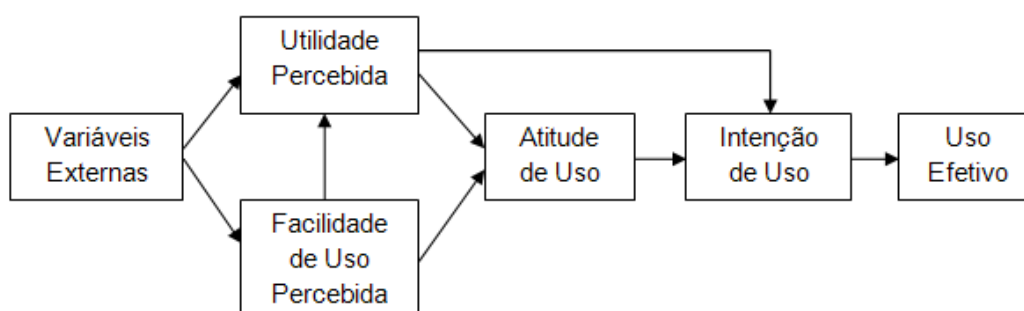 Utilidade
Percebida
Variáveis
Externas
Atitude
de Uso
Intenção
de Uso
Uso
Efetivo
Facilidade
de Uso
Percebida